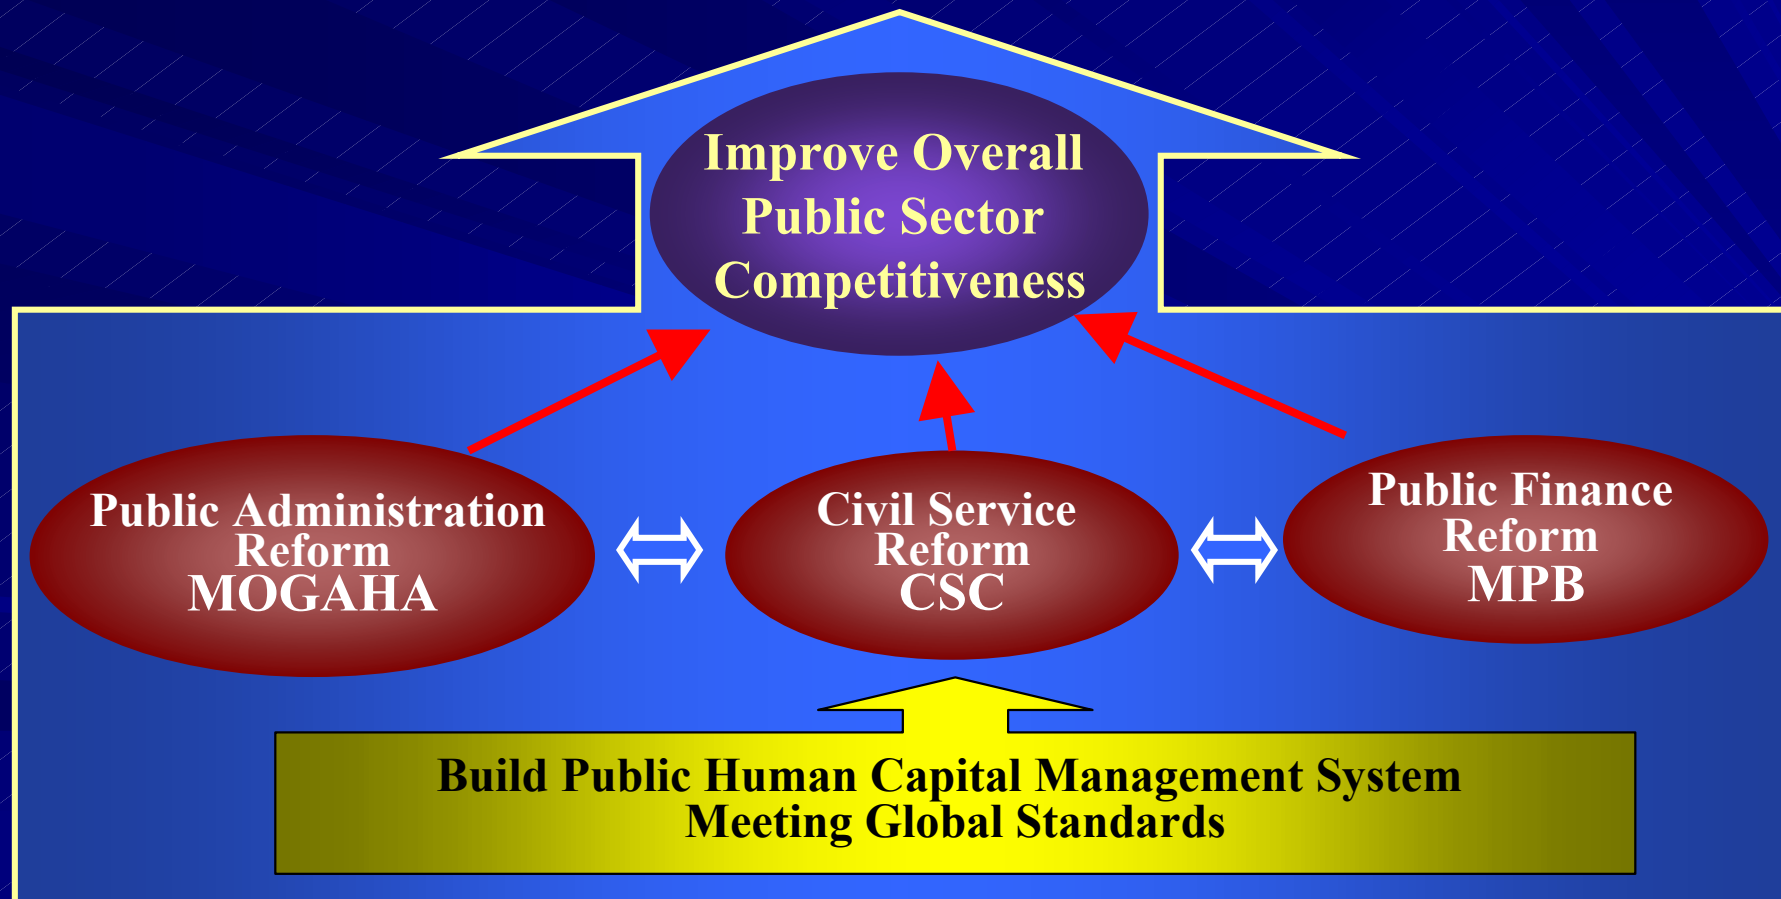 Improve Overall
Public Sector
Competitiveness
Public Administration
Reform
MOGAHA
Civil Service
Reform
CSC
Public Finance
Reform
MPB
Build Public Human Capital Management System
Meeting Global Standards